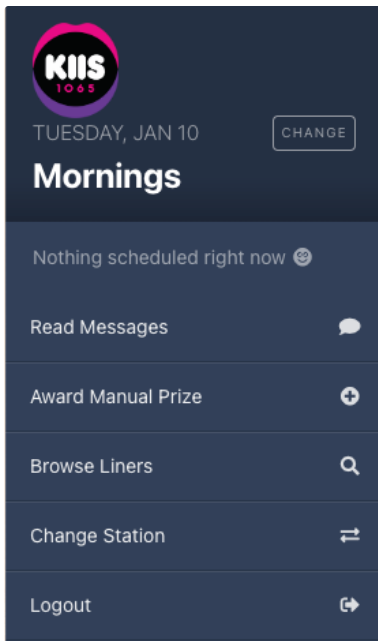 KIIS
1065
TUESDAY, JAN 10
CHANGE
Mornings
Nothing scheduled right now
Read Messages
Award Manual Prize
Browse Liners
Change Station
Logout